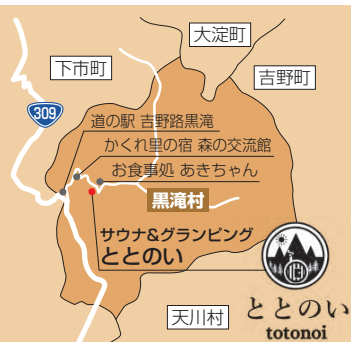 大淀町
下市町
吉野町
309
道の駅 吉野路黒滝
かくれ里の宿 森の交流館
お食事処 あきちゃん
黒滝村
サウナ&グランピング
ととのい
天川村
ととのい
totonoi